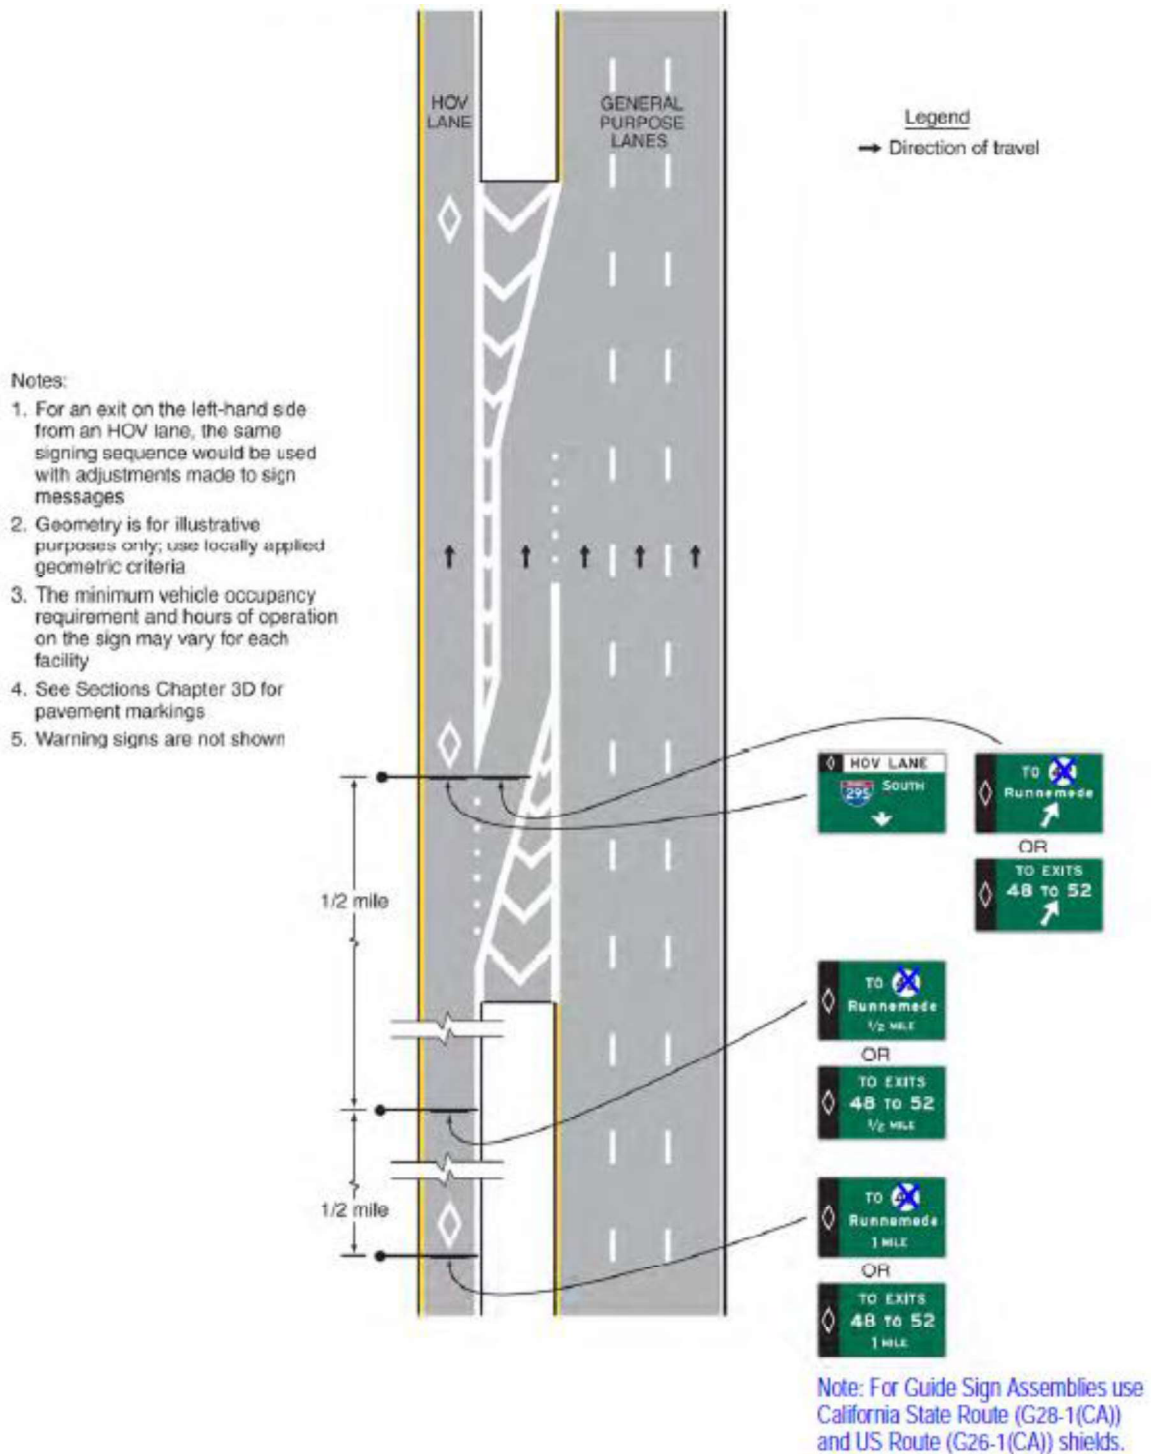 HOV
LANE
GENERAL
PURPOSE
LANES
Legend
Direction of travel
Notes:
1. For an exit on the left-hand side
from an HOV lane, the same
signing sequence would be used
with adjustments made to sign
messages
2. Geometry is for illustrative
purposes only; use locally applied
geometric criteria
3. The minimum vehicle occupancy
requirement and hours of operation
on the sign may vary for each
facility
4. See Sections Chapter 3D for
pavement markings
5. Warning signs are not shown
HOV LANE
295 SOUTH
TO
Runnemede
OR
TO EXITS
48 TO 52
1/2 mile
TO
Runnemede
1/2 MILE
OR
TO EXITS
48 TO 52
1/2 MILE
1/2 mile
TO
Runnemede
1 MILE
OR
TO EXITS
48 TO 52
1 MILE
Note: For Guide Sign Assemblies use
California State Route (G28-1(CA))
and US Route (G26-1(CA)) shields.